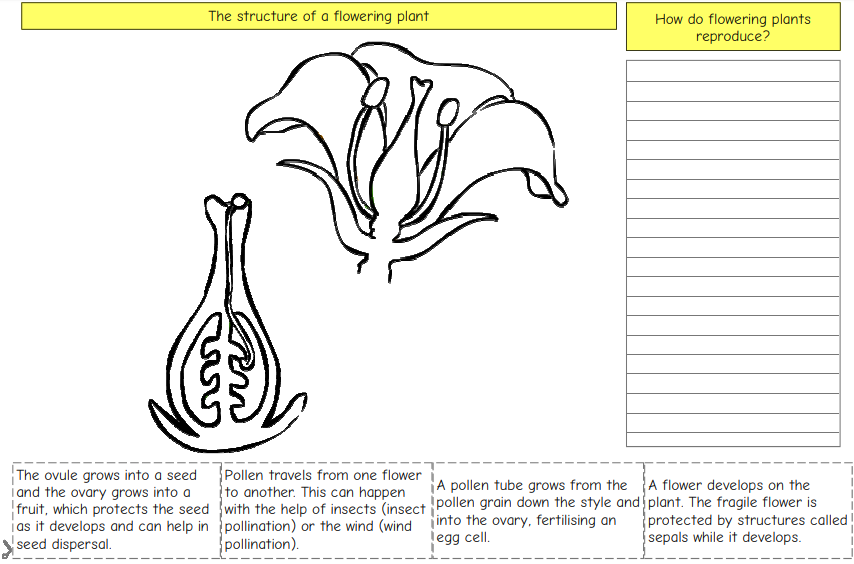 The structure of a flowering plant
How do flowering plants
reproduce?
The ovule grows into a seed
and the ovary grows into a
fruit, which protects the seed
as it develops and can help in
seed dispersal.
Pollen travels from one flower
to another. This can happen
with the help of insects (insect
pollination) or the wind (wind
pollination).
A pollen tube grows from the
pollen grain down the style and
into the ovary, fertilising an
egg cell.
A flower develops on the
plant. The fragile flower is
protected by structures called
sepals while it develops.